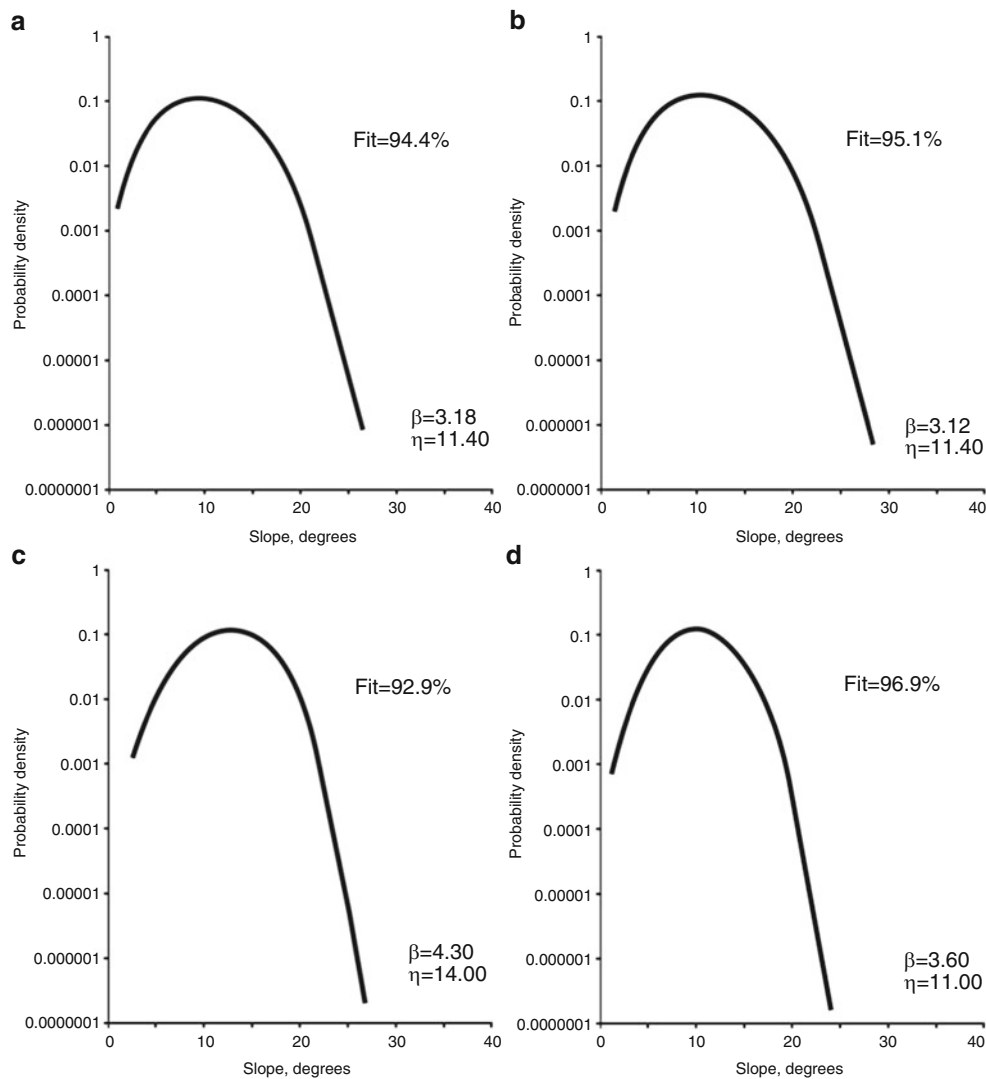 a
1
0.1
0.01
0.001
0.0001
0.00001
0.000001
0.0000001
Probability density
Fit=94.4%
β=3.18
η=11.40
0 10 20 30 40
Slope, degrees
b
1
0.1
0.01
0.001
0.0001
0.00001
0.000001
0.0000001
Probability density
Fit=95.1%
β=3.12
η=11.40
0 10 20 30 40
Slope, degrees
c
1
0.1
0.01
0.001
0.0001
0.00001
0.000001
0.0000001
Probability density
Fit=92.9%
β=4.30
η=14.00
0 10 20 30 40
Slope, degrees
d
1
0.1
0.01
0.001
0.0001
0.00001
0.000001
0.0000001
Probability density
Fit=96.9%
β=3.60
η=11.00
0 10 20 30 40
Slope, degrees